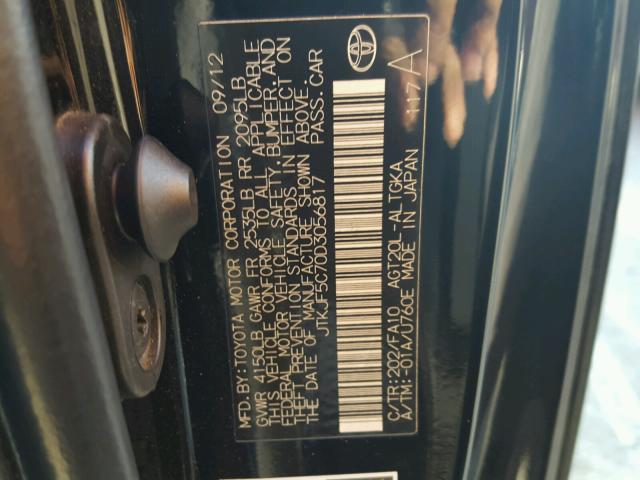 MFD. BY: TOYOTA MOTOR CORPORATION 09/12
GVWR 4150LB GAWR FR 2535LB RR 2095LB
THIS VEHICLE CONFORMS TO ALL APPLICABLE
FEDERAL MOTOR VEHICLE SAFETY, BUMPER, AND
THEFT PREVENTION STANDARDS IN EFFECT ON
THE DATE OF MANUFACTURE SHOWN ABOVE.
JTKJF5C70D3056817 PASS. CAR
C/TR: 202/FA10 AGT20L-ALTGKA
A/TM: -01A/U760E MADE IN JAPAN
117A